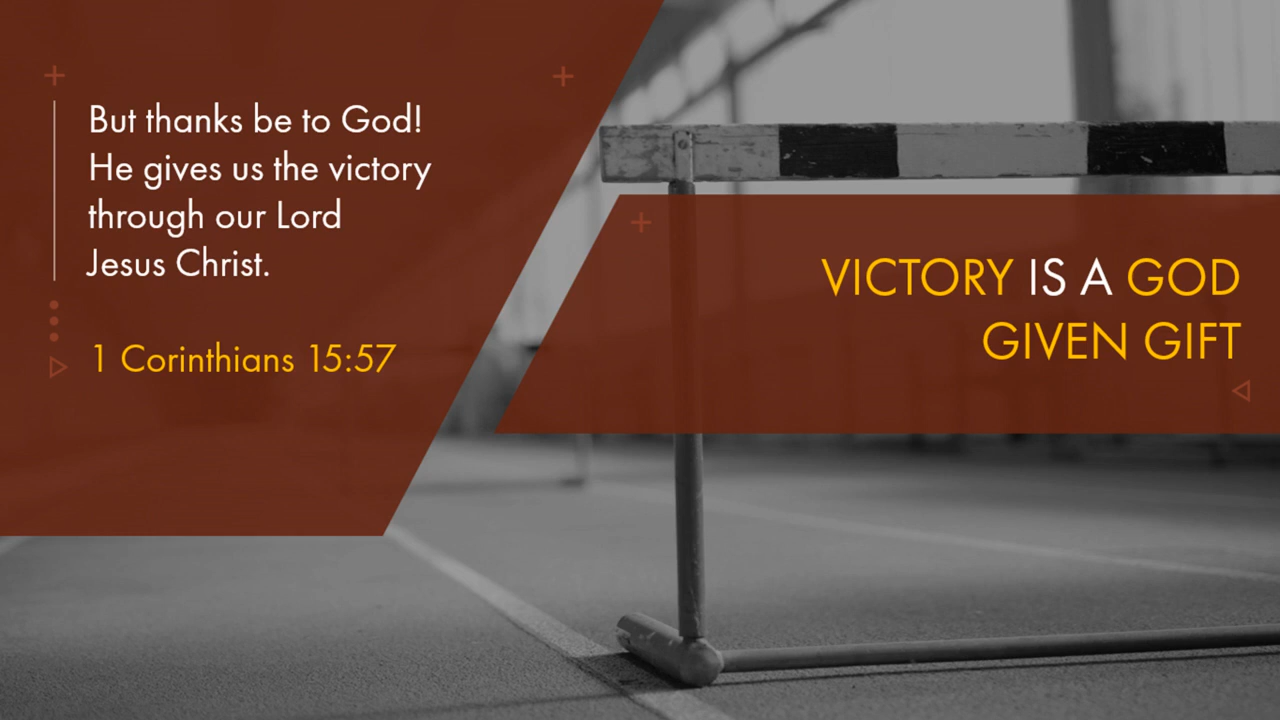 But thanks be to God!
He gives us the victory
through our Lord
Jesus Christ.
1 Corinthians 15:57
VICTORY IS A GOD
GIVEN GIFT